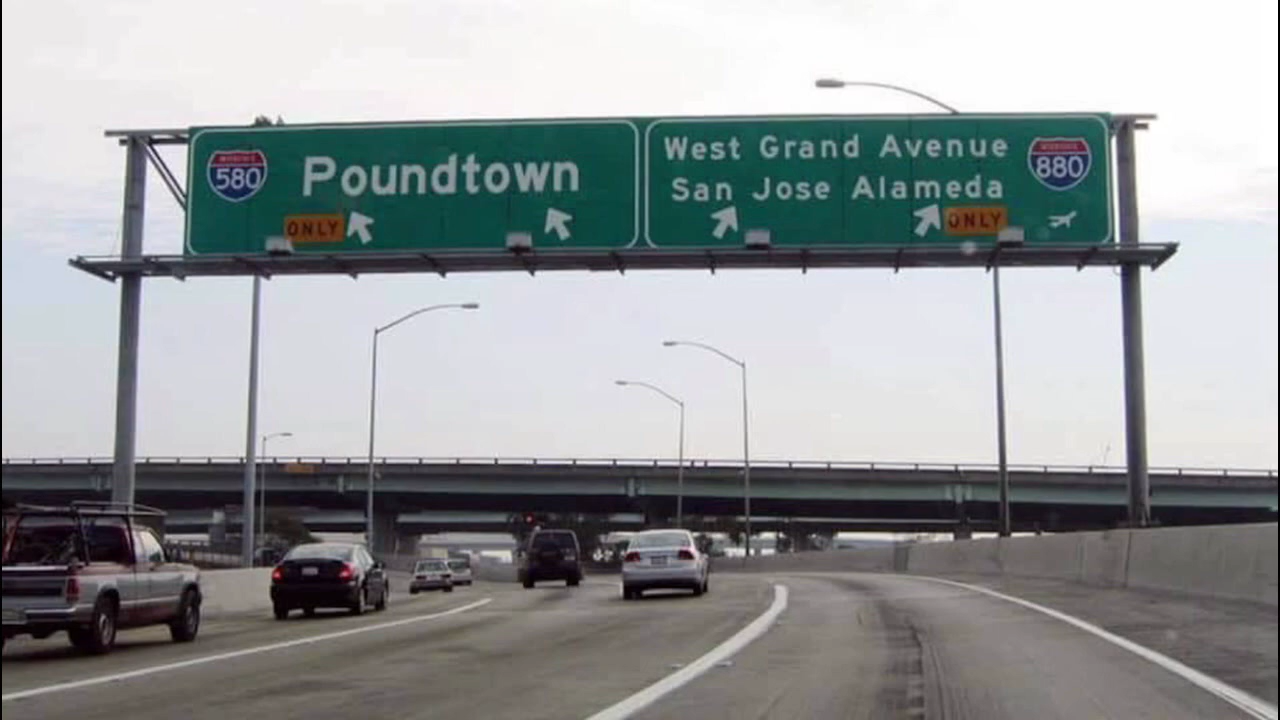 580
Poundtown
ONLY
West Grand Avenue
San Jose Alameda
880
ONLY